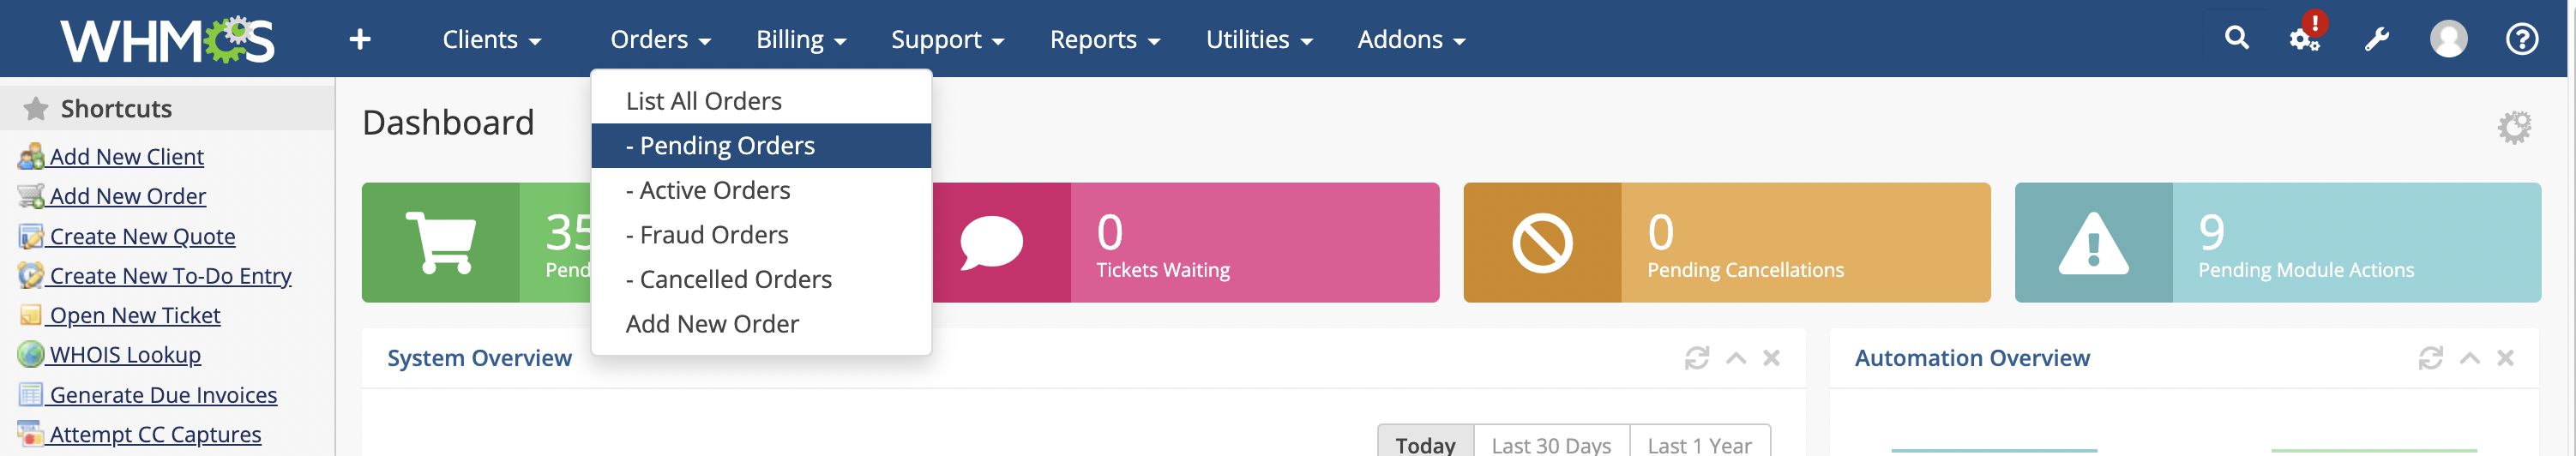 WHMCS
Clients
Orders
Billing
Support
Reports
Utilities
Addons
!
?
Shortcuts
Add New Client
Add New Order
Create New Quote
Create New To-Do Entry
Open New Ticket
WHOIS Lookup
Generate Due Invoices
Attempt CC Captures
Dashboard
List All Orders
- Pending Orders
- Active Orders
- Fraud Orders
- Cancelled Orders
Add New Order
35
Pend
0
Tickets Waiting
0
Pending Cancellations
9
Pending Module Actions
System Overview
Today
Last 30 Days
Last 1 Year
Automation Overview